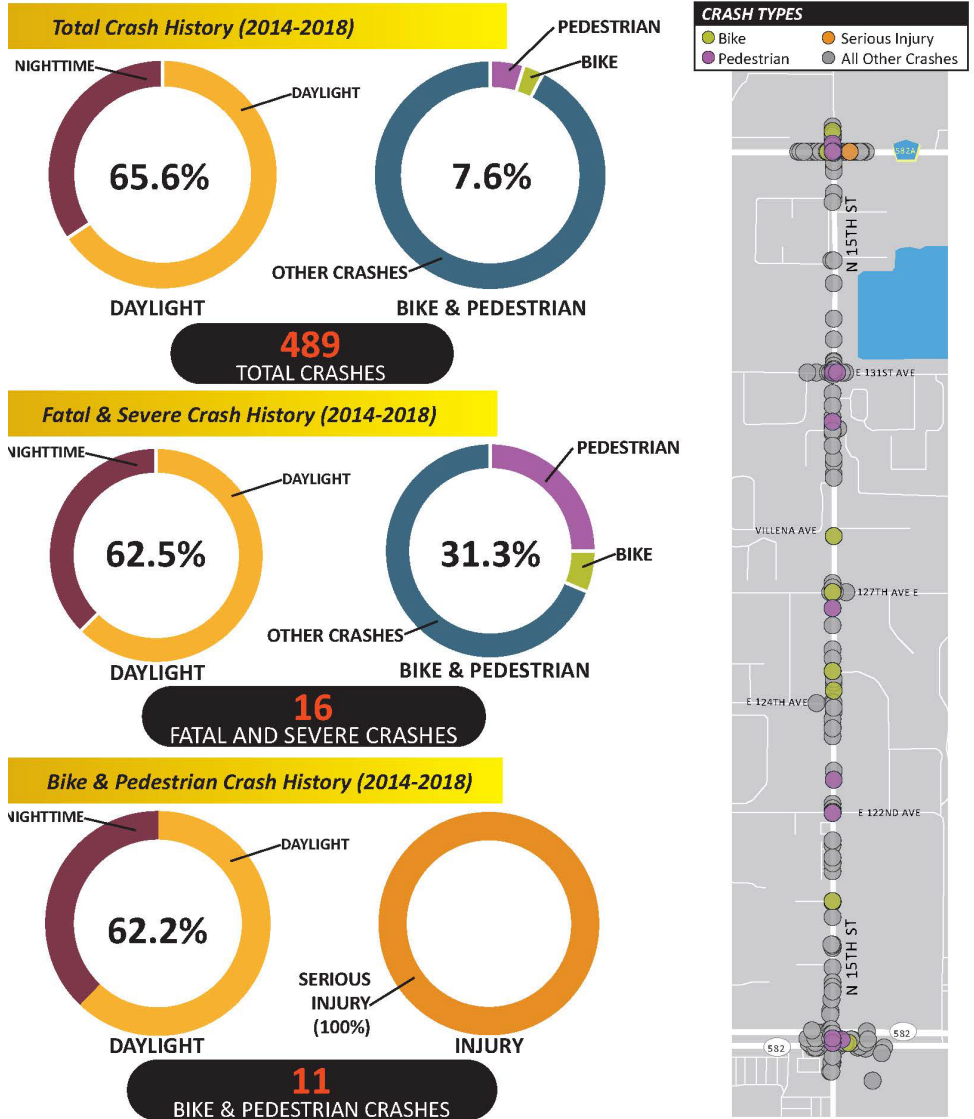 Total Crash History (2014-2018)
NIGHTTIME
DAYLIGHT
65.6%
DAYLIGHT
PEDESTRIAN
BIKE
7.6%
OTHER CRASHES
BIKE & PEDESTRIAN
489
TOTAL CRASHES
Fatal & Severe Crash History (2014-2018)
NIGHTTIME
DAYLIGHT
62.5%
DAYLIGHT
PEDESTRIAN
BIKE
31.3%
OTHER CRASHES
BIKE & PEDESTRIAN
16
FATAL AND SEVERE CRASHES
Bike & Pedestrian Crash History (2014-2018)
NIGHTTIME
DAYLIGHT
62.2%
DAYLIGHT
SERIOUS
INJURY
(100%)
INJURY
11
BIKE & PEDESTRIAN CRASHES
CRASH TYPES
Bike
Serious Injury
Pedestrian
All Other Crashes
582A
N 15TH ST
E 131ST AVE
VILLENA AVE
127TH AVE E
E 124TH AVE
E 122ND AVE
N 15TH ST
582
582